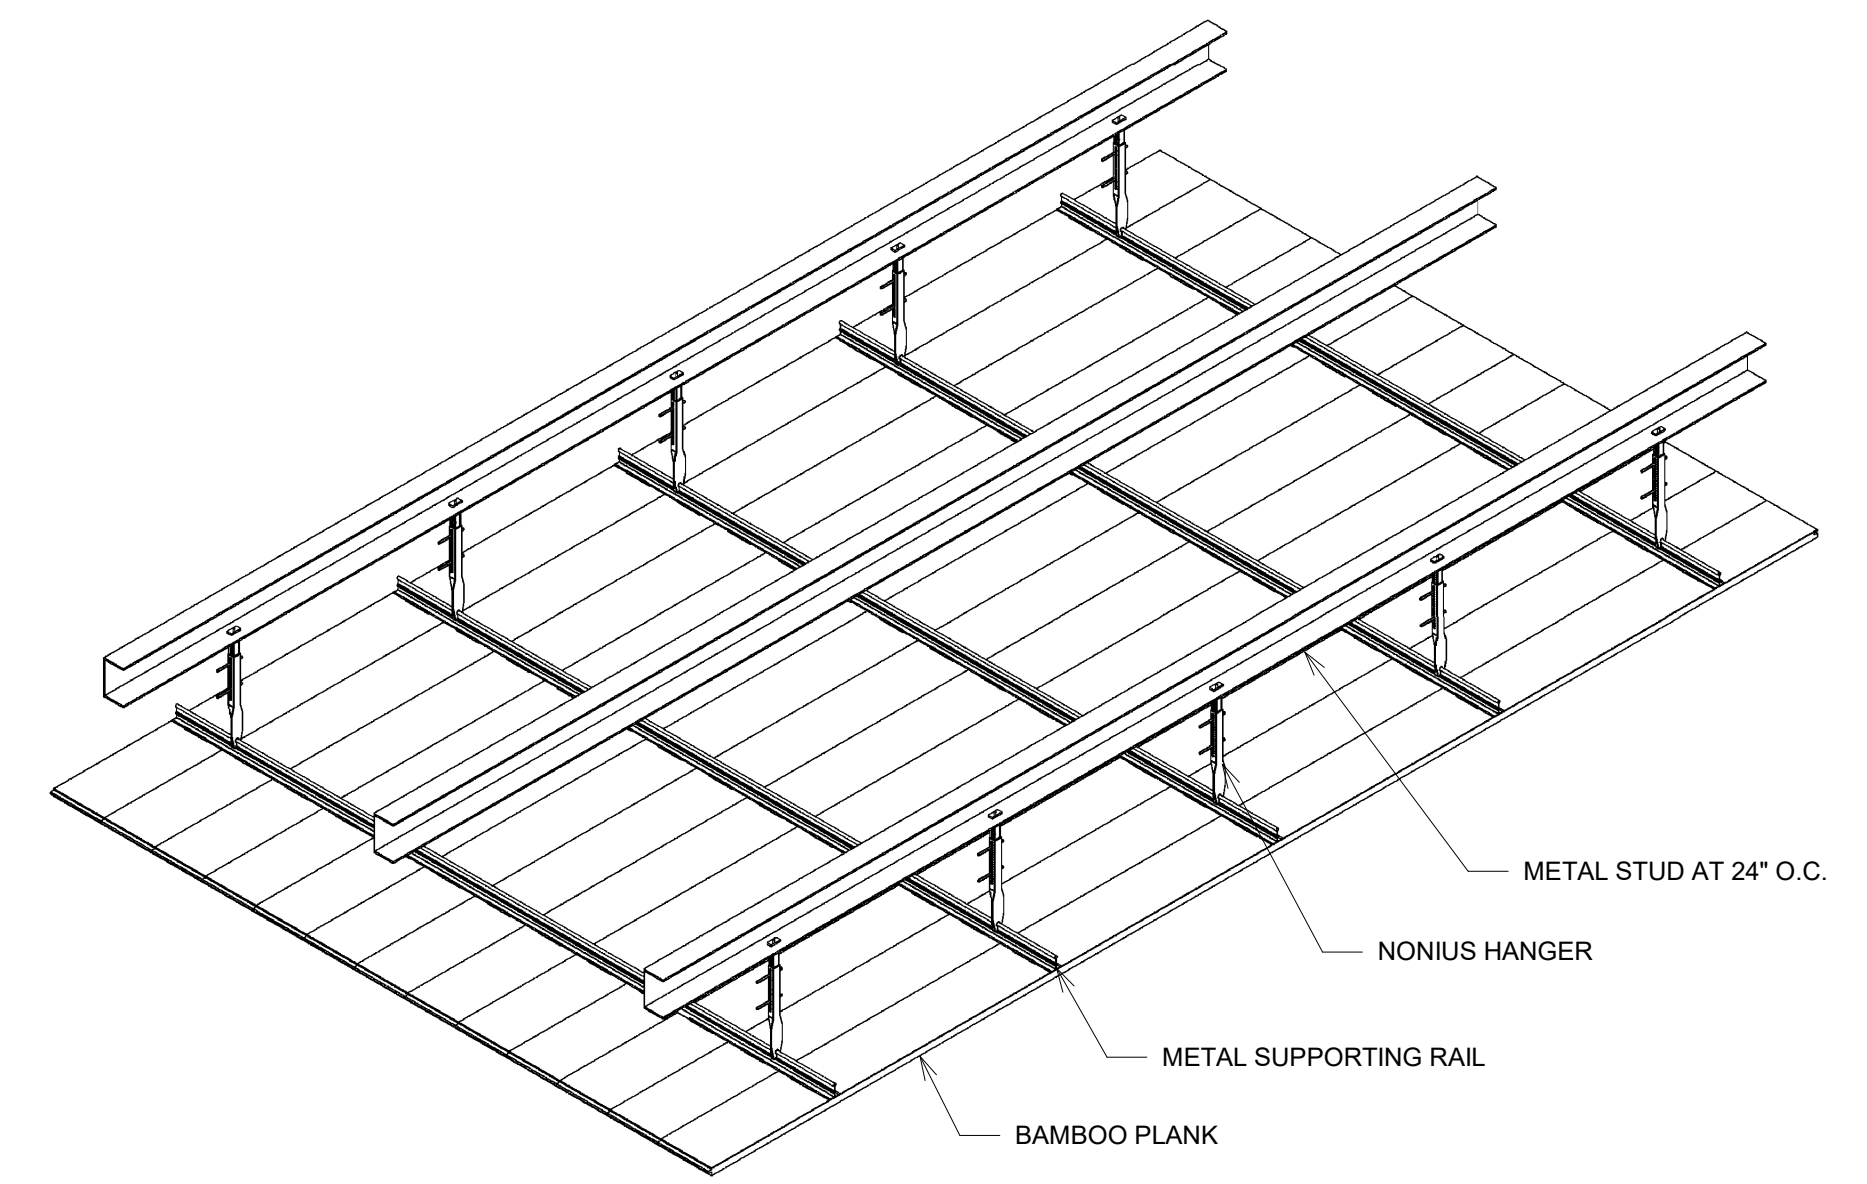 METAL STUD AT 24" O.C.
NONIUS HANGER
METAL SUPPORTING RAIL
BAMBOO PLANK